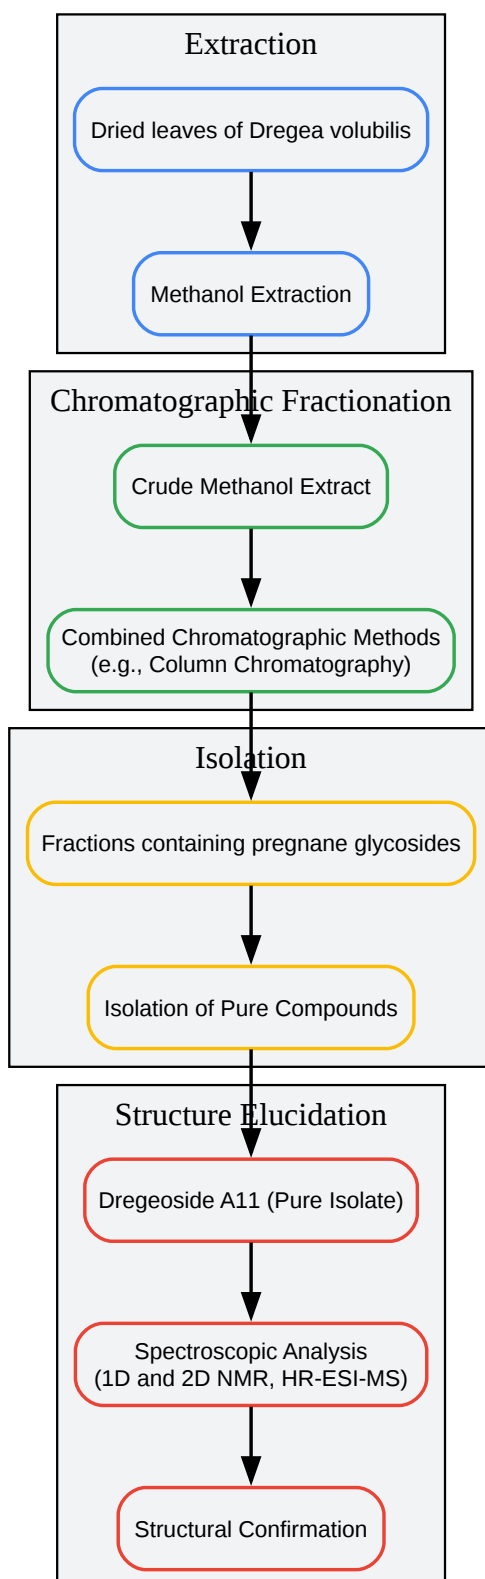 Extraction
Dried leaves of Dregea volubilis
Methanol Extraction
Chromatographic Fractionation
Crude Methanol Extract
Combined Chromatographic Methods
(e.g., Column Chromatography)
Isolation
Fractions containing pregnane glycosides
Isolation of Pure Compounds
Structure Elucidation
Dregeoside A11 (Pure Isolate)
Spectroscopic Analysis
(1D and 2D NMR, HR-ESI-MS)
Structural Confirmation